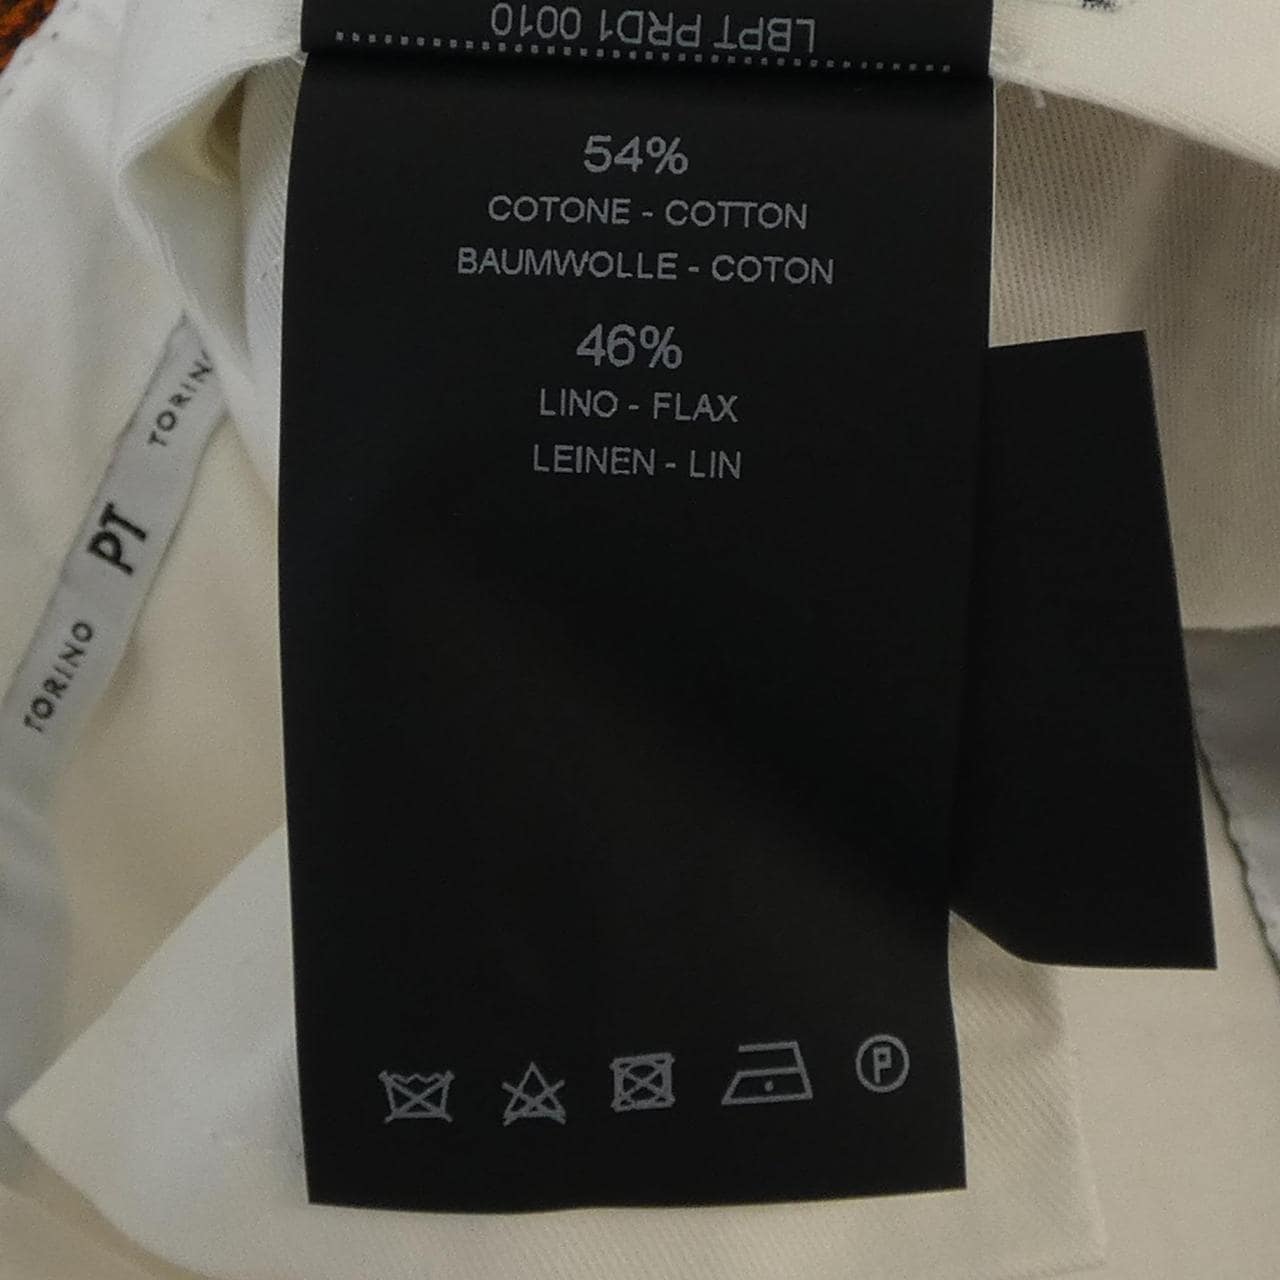 LBPT PRD1 0010
54%
COTONE - COTTON
BAUMWOLLE - COTON
46%
LINO - FLAX
LEINEN - LIN
P
TORINO PT TORINO